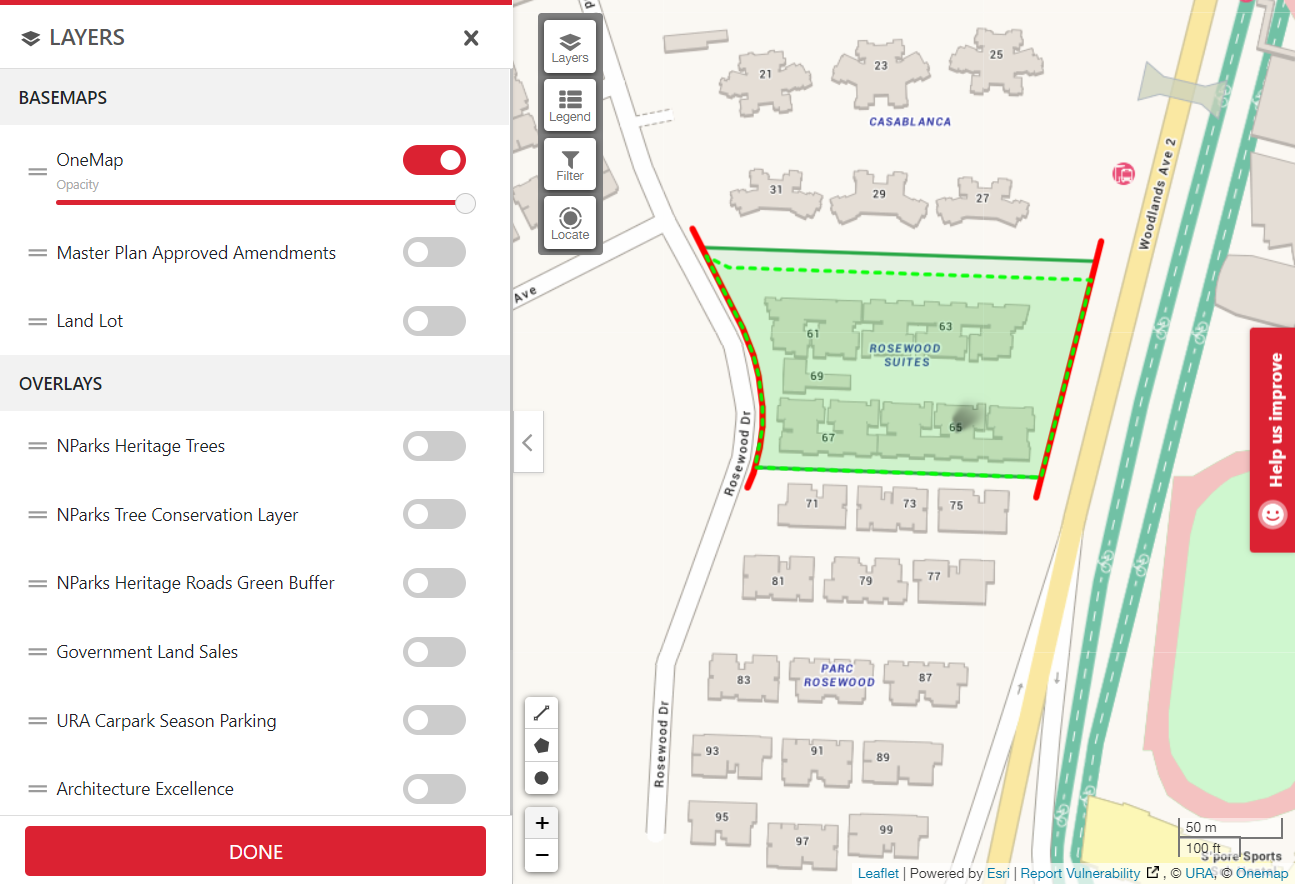 LAYERS
BASEMAPS
OneMap
Opacity
Master Plan Approved Amendments
Land Lot
OVERLAYS
NParks Heritage Trees
NParks Tree Conservation Layer
NParks Heritage Roads Green Buffer
Government Land Sales
URA Carpark Season Parking
Architecture Excellence
DONE
Layers
Legend
Filter
Locate
+
−
21
23
25
CASABLANCA
31
29
27
Woodlands Ave 2
Ave
61
63
ROSEWOOD
SUITES
69
67
65
Rosewood Dr
71
73
75
81
79
77
83
PARC
ROSEWOOD
87
Rosewood Dr
93
91
89
95
97
99
Help us improve
50 m
100 ft
S'pore Sports
Leaflet | Powered by Esri | Report Vulnerability , © URA, © Onemap